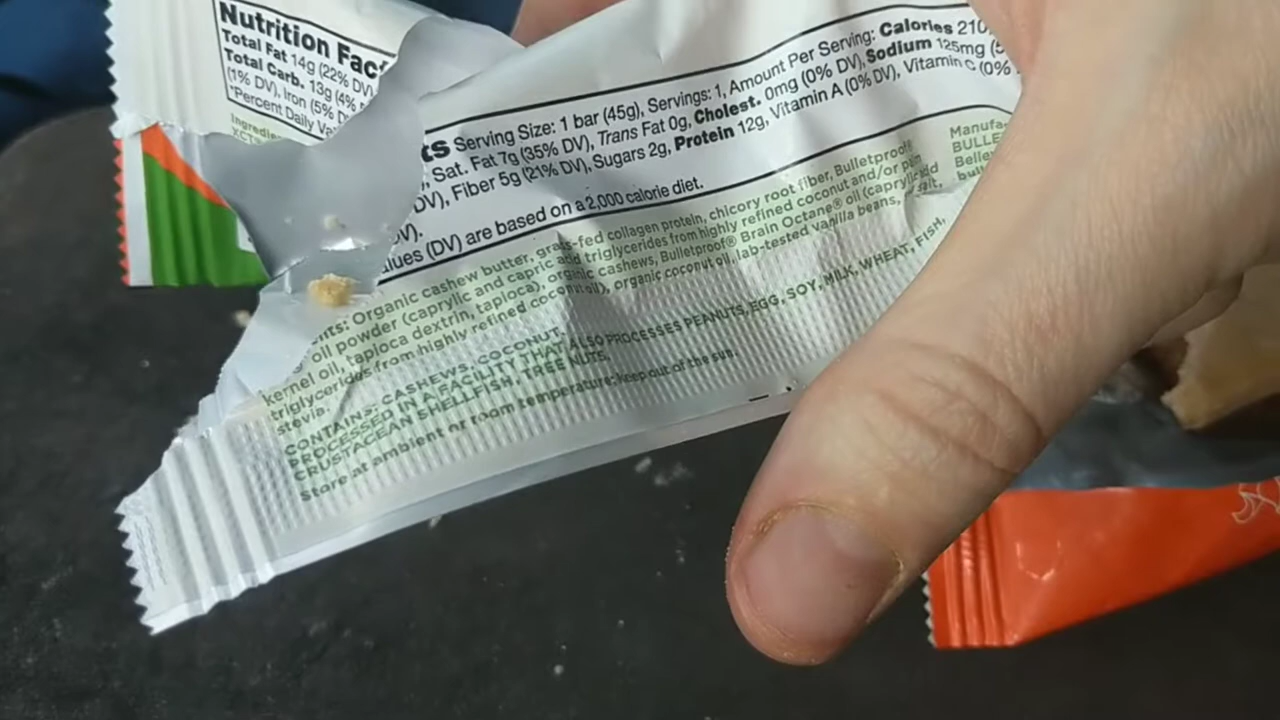 Nutrition Fac
Total Fat 14g (22% DV)
Total Carb. 13g (4%
(1% DV), Iron (5% D
*Percent Daily Va
Ingredie
ts Serving Size: 1 bar (45g), Servings: 1, Amount Per Serving: Calories 210,
, Sat. Fat 7g (35% DV), Trans Fat 0g, Cholest. 0mg (0% DV), Sodium 125mg (5
DV), Fiber 5g (21% DV), Sugars 2g, Protein 12g, Vitamin A (0% DV), Vitamin C (0%
DV).
alues (DV) are based on a 2,000 calorie diet.
nts: Organic cashew butter, grass-fed collagen protein, chicory root fiber, Bulletproof®
oil powder (caprylic and capric acid triglycerides from highly refined coconut and/or palm
kernel oil, tapioca dextrin, tapioca), organic cashews, Bulletproof® Brain Octane® oil (caprylic acid
triglycerides from highly refined coconut oil), organic coconut oil, lab-tested vanilla beans, salt,
stevia.
CONTAINS: CASHEWS, COCONUT.
PROCESSED IN A FACILITY THAT ALSO PROCESSES PEANUTS, EGG, SOY, MILK, WHEAT, FISH,
CRUSTACEAN SHELLFISH, TREE NUTS.
Store at ambient or room temperature; keep out of the sun.
Manufa
BULLE
Belle
bull